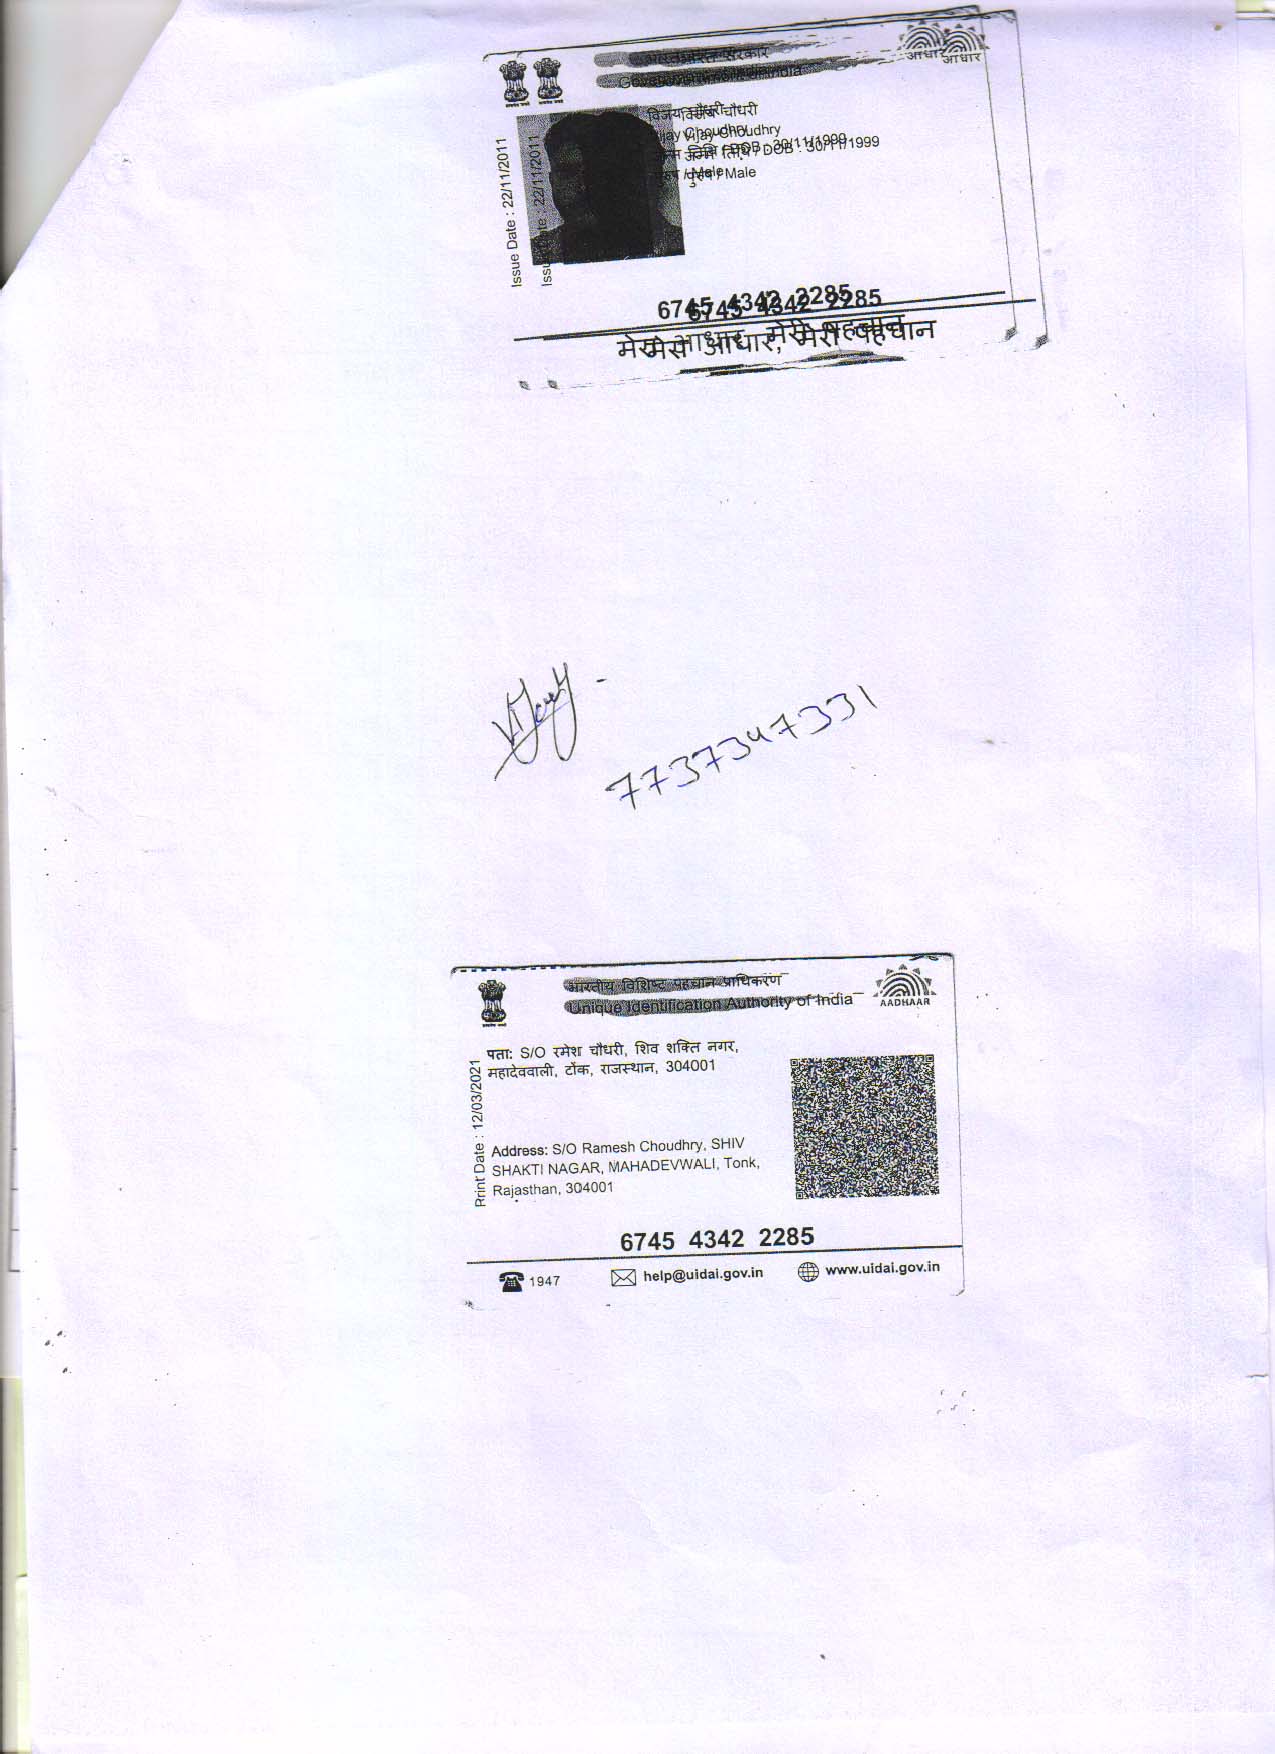 भारत सरकार
Government of India
आधार
विजय चौधरी
Vijay Choudhry
जन्म तिथि / DOB : 30/11/1999
पुरुष / Male
Issue Date : 22/11/2011
6745 4342 2285
मेरा आधार, मेरी पहचान
Vijay
7737347331
भारतीय विशिष्ट पहचान प्राधिकरण
Unique Identification Authority of India
AADHAAR
Print Date : 12/03/2021
पता: S/O रमेश चौधरी, शिव शक्ति नगर,
महादेववाली, टोंक, राजस्थान, 304001
Address: S/O Ramesh Choudhry, SHIV
SHAKTI NAGAR, MAHADEVWALI, Tonk,
Rajasthan, 304001
6745 4342 2285
1947
help@uidai.gov.in
www.uidai.gov.in